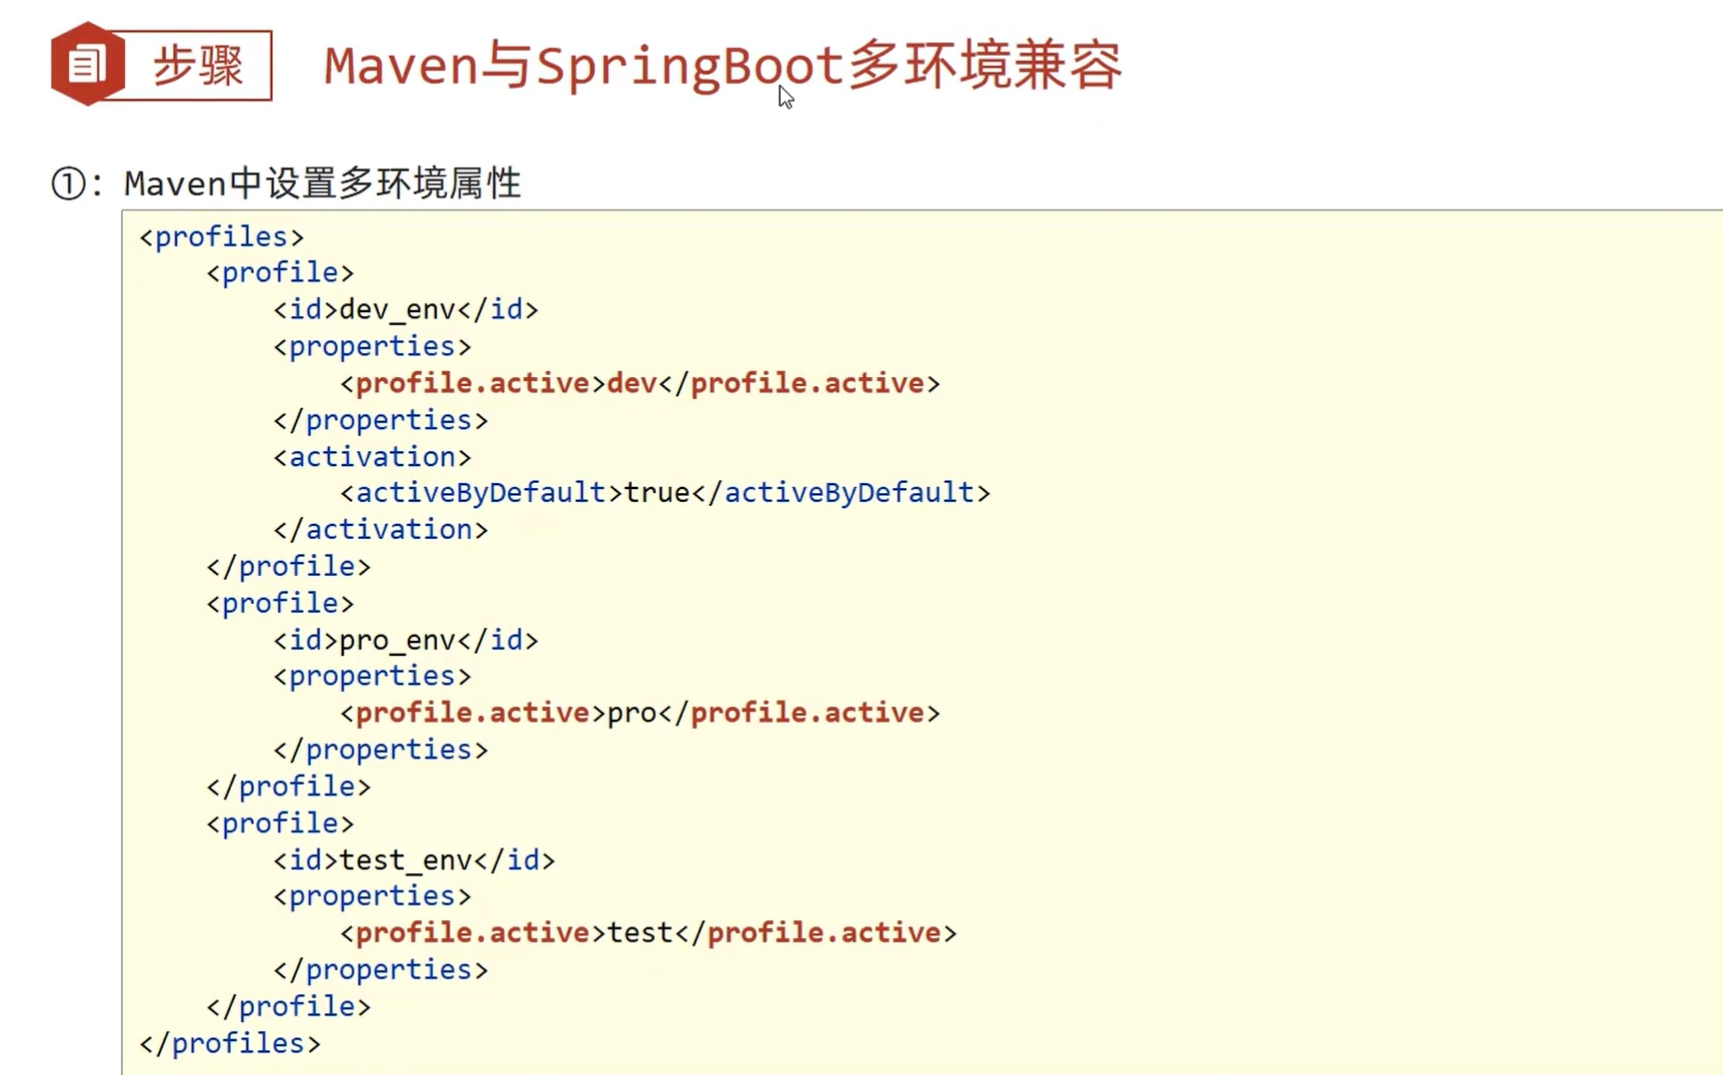 步骤 Maven与SpringBoot多环境兼容
①：Maven中设置多环境属性
<profiles>
    <profile>
        <id>dev_env</id>
        <properties>
            <profile.active>dev</profile.active>
        </properties>
        <activation>
            <activeByDefault>true</activeByDefault>
        </activation>
    </profile>
    <profile>
        <id>pro_env</id>
        <properties>
            <profile.active>pro</profile.active>
        </properties>
    </profile>
    <profile>
        <id>test_env</id>
        <properties>
            <profile.active>test</profile.active>
        </properties>
    </profile>
</profiles>